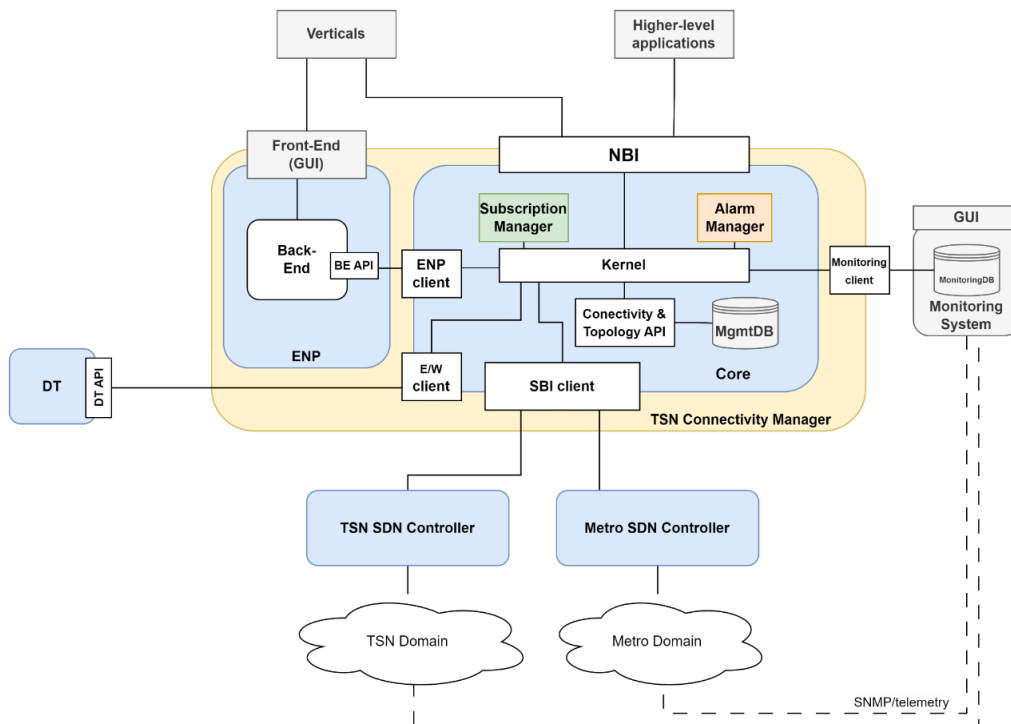 Verticals
Higher-level
applications
Front-End
(GUI)
NBI
Subscription
Manager
Alarm
Manager
GUI
Back-
End
BE API
ENP
client
Kernel
Monitoring
client
MonitoringDB
Monitoring
System
Conectivity &
Topology API
MgmtDB
ENP
E/W
client
Core
DT
DT API
SBI client
TSN Connectivity Manager
TSN SDN Controller
Metro SDN Controller
TSN Domain
Metro Domain
SNMP/telemetry